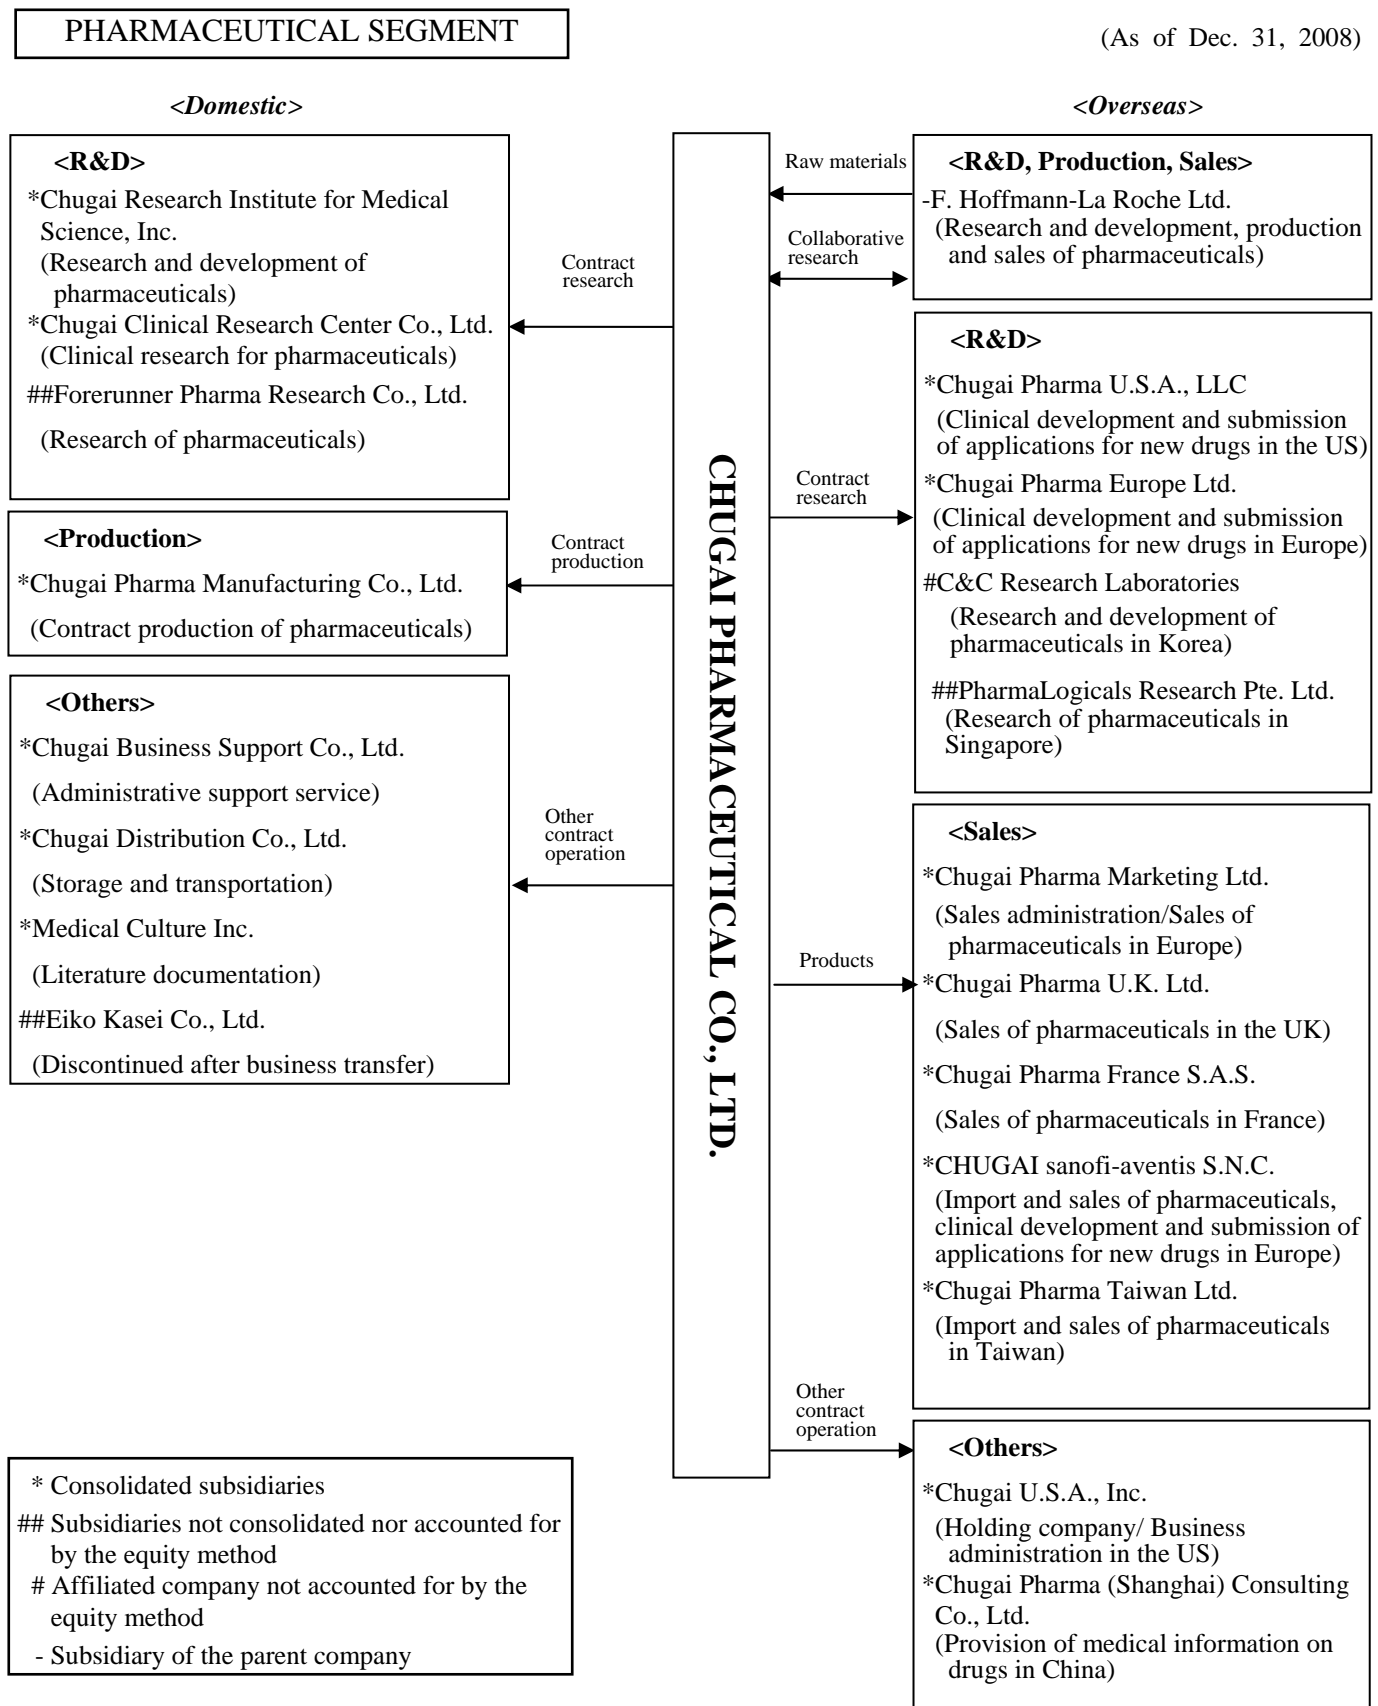 PHARMACEUTICAL SEGMENT
(As of Dec. 31, 2008)
<Domestic>
<R&D>
*Chugai Research Institute for Medical
Science, Inc.
(Research and development of
pharmaceuticals)
*Chugai Clinical Research Center Co., Ltd.
(Clinical research for pharmaceuticals)
##Forerunner Pharma Research Co., Ltd.
(Research of pharmaceuticals)
<Production>
*Chugai Pharma Manufacturing Co., Ltd.
(Contract production of pharmaceuticals)
<Others>
*Chugai Business Support Co., Ltd.
(Administrative support service)
*Chugai Distribution Co., Ltd.
(Storage and transportation)
*Medical Culture Inc.
(Literature documentation)
##Eiko Kasei Co., Ltd.
(Discontinued after business transfer)
Contract
research
Contract
production
Other
contract
operation
CHUGAI PHARMACEUTICAL CO., LTD.
Raw materials
Collaborative
research
Contract
research
Products
Other
contract
operation
<Overseas>
<R&D, Production, Sales>
-F. Hoffmann-La Roche Ltd.
(Research and development, production
and sales of pharmaceuticals)
<R&D>
*Chugai Pharma U.S.A., LLC
(Clinical development and submission
of applications for new drugs in the US)
*Chugai Pharma Europe Ltd.
(Clinical development and submission
of applications for new drugs in Europe)
#C&C Research Laboratories
(Research and development of
pharmaceuticals in Korea)
##PharmaLogicals Research Pte. Ltd.
(Research of pharmaceuticals in
Singapore)
<Sales>
*Chugai Pharma Marketing Ltd.
(Sales administration/Sales of
pharmaceuticals in Europe)
*Chugai Pharma U.K. Ltd.
(Sales of pharmaceuticals in the UK)
*Chugai Pharma France S.A.S.
(Sales of pharmaceuticals in France)
*CHUGAI sanofi-aventis S.N.C.
(Import and sales of pharmaceuticals,
clinical development and submission of
applications for new drugs in Europe)
*Chugai Pharma Taiwan Ltd.
(Import and sales of pharmaceuticals
in Taiwan)
<Others>
*Chugai U.S.A., Inc.
(Holding company/ Business
administration in the US)
*Chugai Pharma (Shanghai) Consulting
Co., Ltd.
(Provision of medical information on
drugs in China)
* Consolidated subsidiaries
## Subsidiaries not consolidated nor accounted for
by the equity method
# Affiliated company not accounted for by the
equity method
- Subsidiary of the parent company